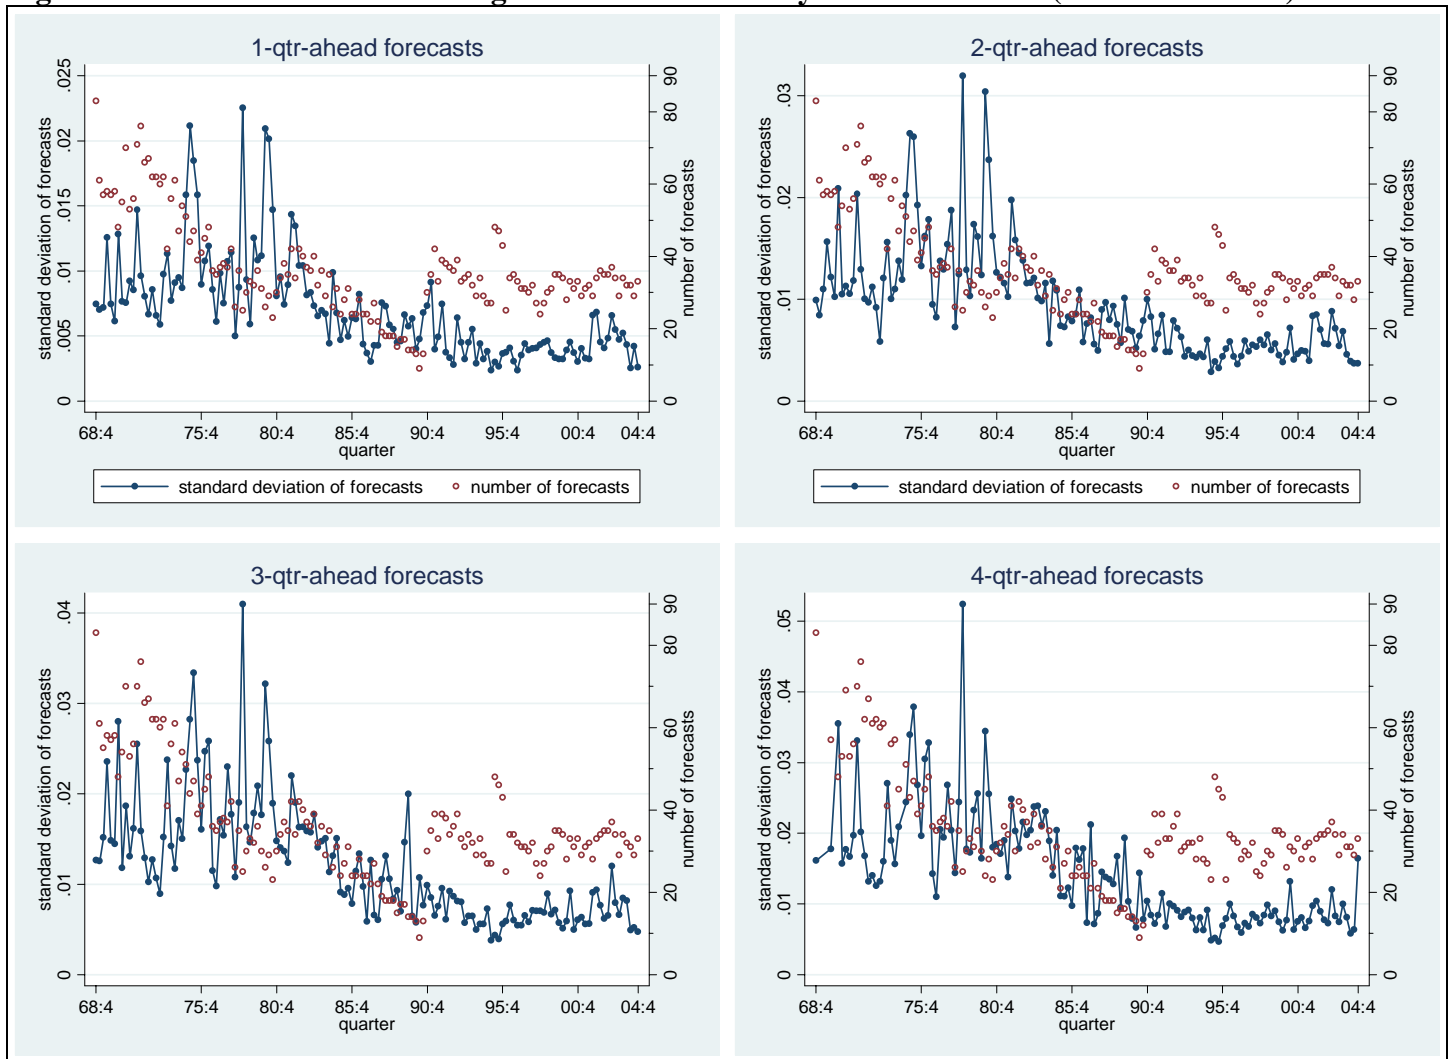 1-qtr-ahead forecasts
standard deviation of forecasts
0 .005 .01 .015 .02 .025
number of forecasts
0 20 40 60 80 90
68:4 75:4 80:4 85:4 90:4 95:4 00:4 04:4
quarter
standard deviation of forecasts number of forecasts
2-qtr-ahead forecasts
standard deviation of forecasts
0 .01 .02 .03
number of forecasts
0 20 40 60 80 90
68:4 75:4 80:4 85:4 90:4 95:4 00:4 04:4
quarter
standard deviation of forecasts number of forecasts
3-qtr-ahead forecasts
standard deviation of forecasts
0 .01 .02 .03 .04
number of forecasts
0 20 40 60 80 90
68:4 75:4 80:4 85:4 90:4 95:4 00:4 04:4
quarter
4-qtr-ahead forecasts
standard deviation of forecasts
0 .01 .02 .03 .04 .05
number of forecasts
0 20 40 60 80 90
68:4 75:4 80:4 85:4 90:4 95:4 00:4 04:4
quarter